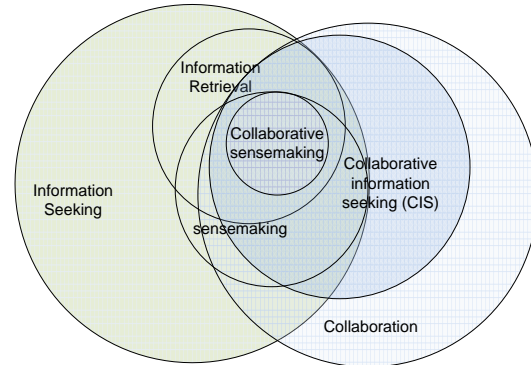 Information
Retrieval
Collaborative
sensemaking
Collaborative
information
seeking (CIS)
Information
Seeking
sensemaking
Collaboration